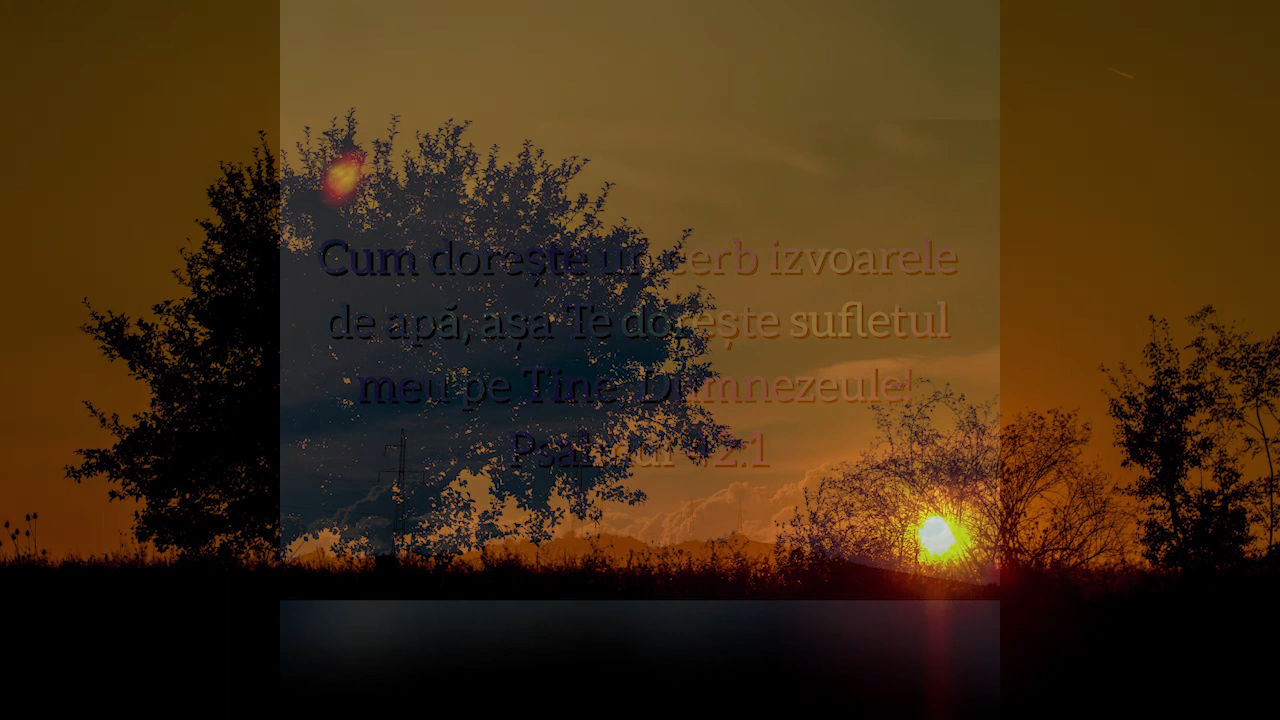 Cum dorește un cerb izvoarele
de apă, așa Te dorește sufletul
meu pe Tine, Dumnezeule!
Psalmul 42:1